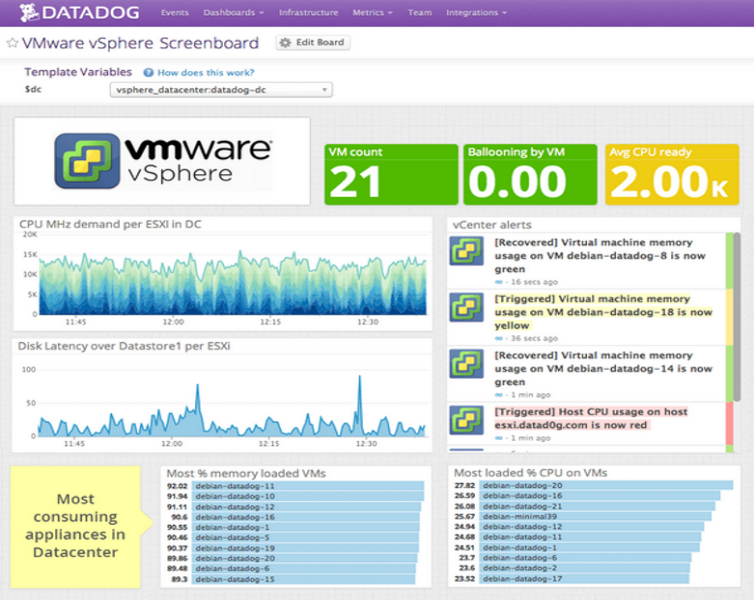 DATADOG Events Dashboards Infrastructure Metrics Team Integrations
VMware vSphere Screenboard Edit Board
Template Variables How does this work?
$dc vsphere_datacenter:datadog-dc
vmware
vSphere
VM count
21
Ballooning by VM
0.00
Avg CPU ready
2.00K
CPU MHz demand per ESXI in DC
20K
15K
10K
5K
0
11:45 12:00 12:15 12:30
vCenter alerts
[Recovered] Virtual machine memory
usage on VM debian-datadog-8 is now
green
- 16 secs ago
[Triggered] Virtual machine memory
usage on VM debian-datadog-18 is now
yellow
- 36 secs ago
[Recovered] Virtual machine memory
usage on VM debian-datadog-14 is now
green
- 1 min ago
[Triggered] Host CPU usage on host
esxi.datad0g.com is now red
- 1 min ago
Disk Latency over Datastore1 per ESXi
100
50
0
11:45 12:00 12:15 12:30
Most
consuming
appliances in
Datacenter
Most % memory loaded VMs
92.02 debian-datadog-11
91.94 debian-datadog-10
91.11 debian-datadog-12
90.6 debian-datadog-16
90.55 debian-datadog-1
90.46 debian-datadog-5
90.37 debian-datadog-19
89.86 debian-datadog-20
89.48 debian-datadog-6
89.3 debian-datadog-15
Most loaded % CPU on VMs
27.82 debian-datadog-20
26.59 debian-datadog-16
26.08 debian-datadog-21
25.67 debian-minimal39
24.94 debian-datadog-12
24.68 debian-datadog-11
24.51 debian-datadog-1
23.7 debian-datadog-6
23.6 debian-datadog-2
23.52 debian-datadog-17